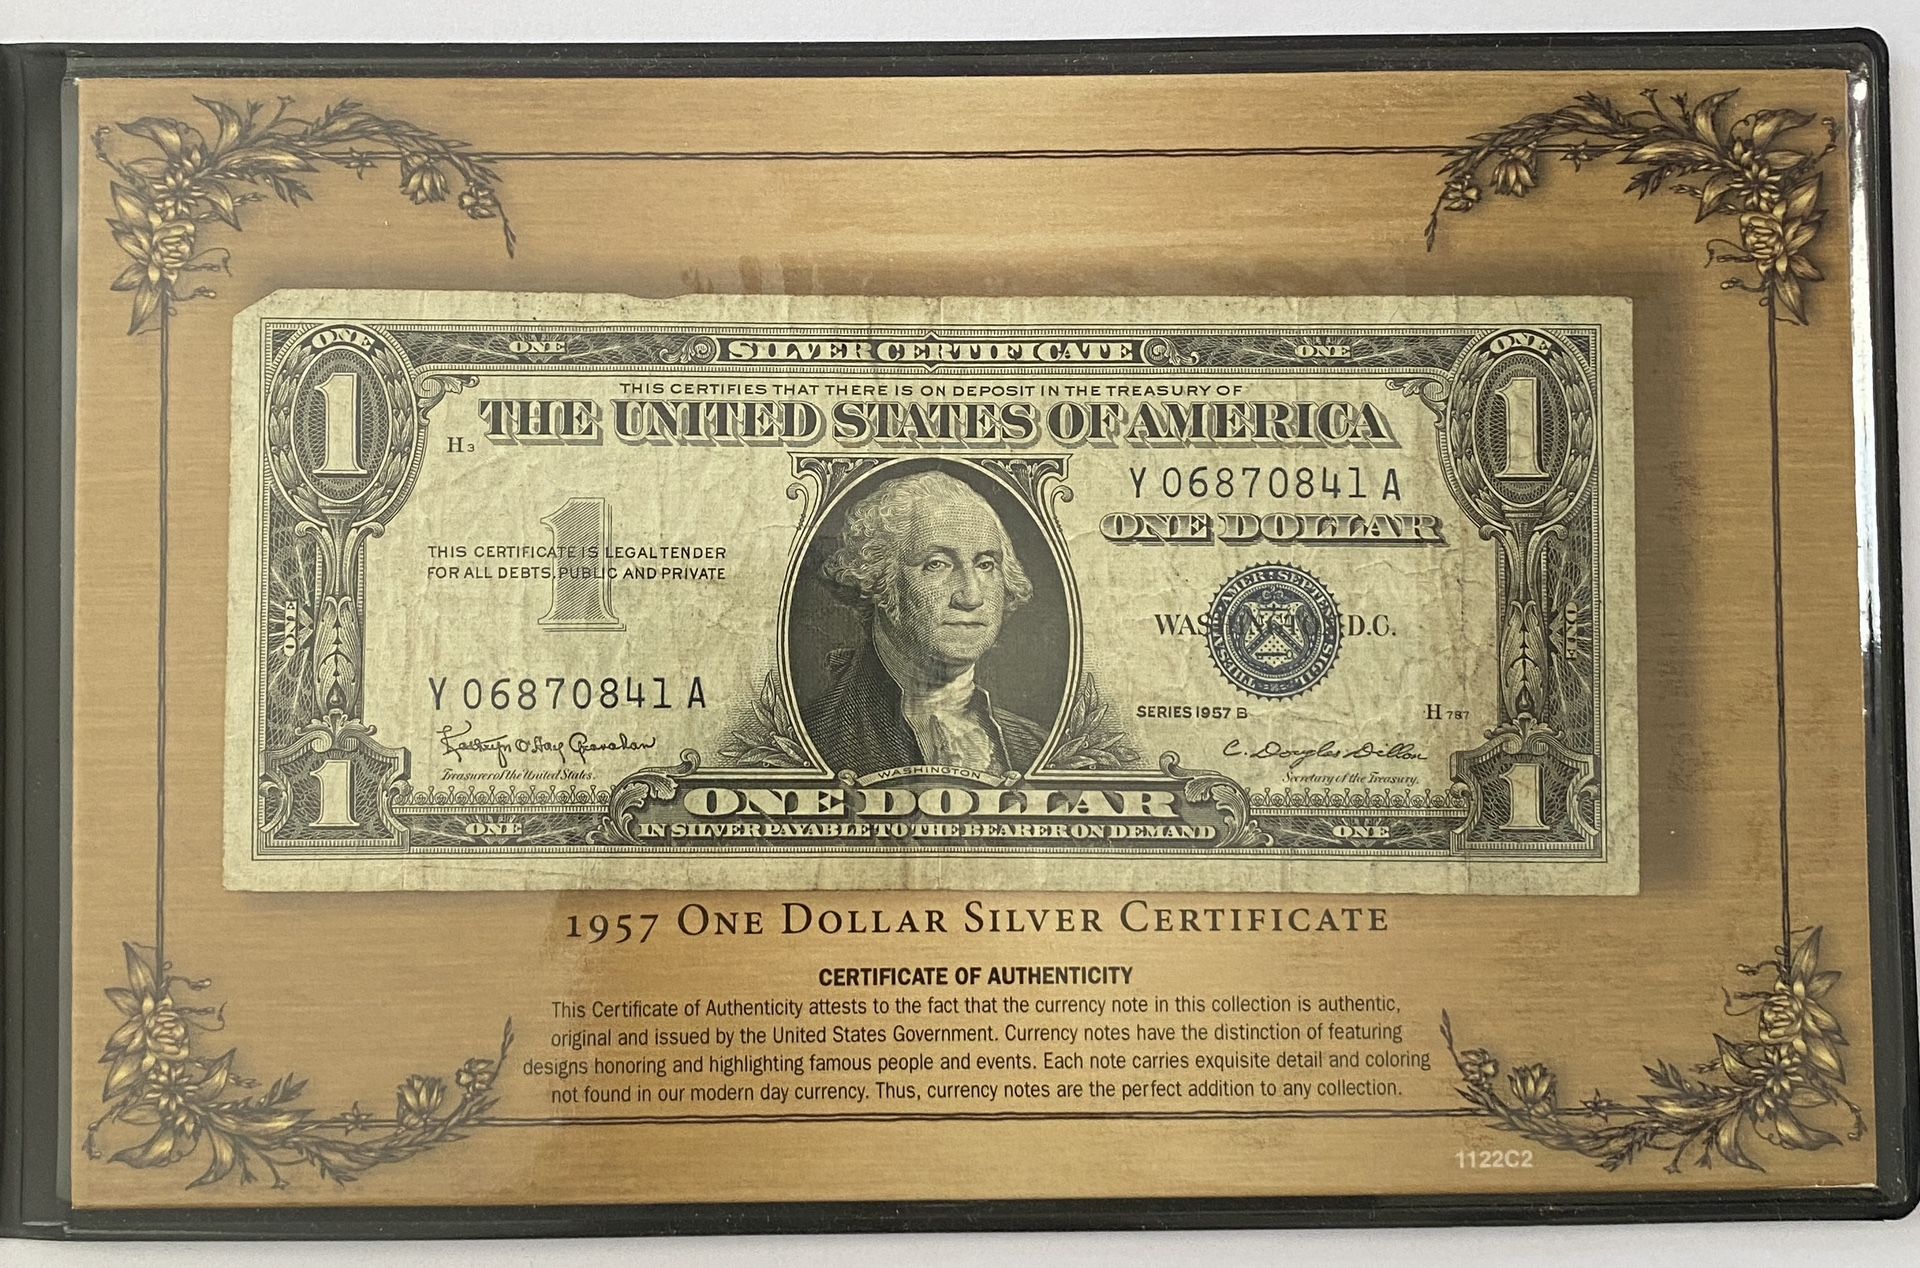 ONE
ONE
SILVER CERTIFICATE
ONE
ONE
THIS CERTIFIES THAT THERE IS ON DEPOSIT IN THE TREASURY OF
THE UNITED STATES OF AMERICA
1
1
H3
Y 06870841 A
ONE DOLLAR
1
THIS CERTIFICATE IS LEGAL TENDER
FOR ALL DEBTS, PUBLIC AND PRIVATE
ONE
WASHINGTON, D.C.
ONE
Y 06870841 A
SERIES 1957 B
H 787
Kathryn O'Hay Granahan
C. Douglas Dillon
Treasurer of the United States.
WASHINGTON
Secretary of the Treasury.
1
ONE DOLLAR
1
ONE
IN SILVER PAYABLE TO THE BEARER ON DEMAND
ONE
1957 ONE DOLLAR SILVER CERTIFICATE
CERTIFICATE OF AUTHENTICITY
This Certificate of Authenticity attests to the fact that the currency note in this collection is authentic,
original and issued by the United States Government. Currency notes have the distinction of featuring
designs honoring and highlighting famous people and events. Each note carries exquisite detail and coloring
not found in our modern day currency. Thus, currency notes are the perfect addition to any collection.
1122C2